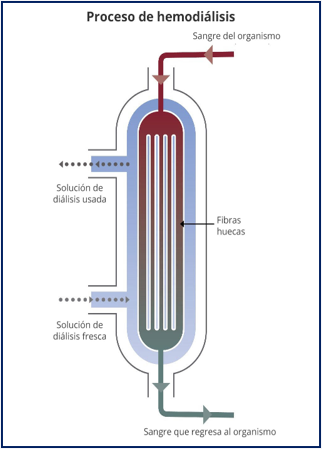 Proceso de hemodiálisis
Sangre del organismo
Solución de
diálisis usada
Fibras
huecas
Solución de
diálisis fresca
Sangre que regresa al organismo